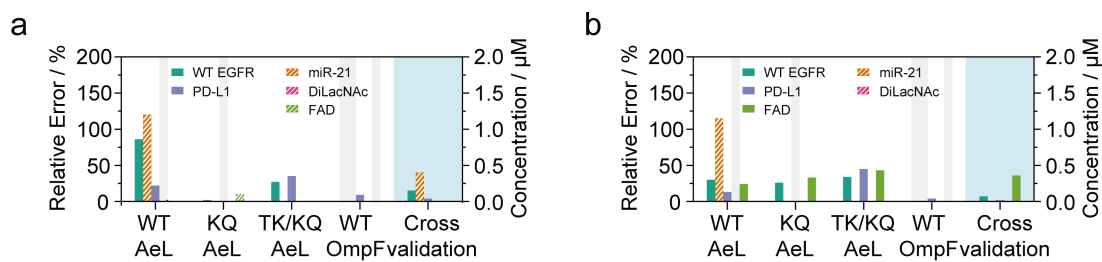 a
200
150
100
50
0
Relative Error / %
WT EGFR
PD-L1
miR-21
DiLacNAc
FAD
2.0
1.5
1.0
0.5
0.0
Concentration / µM
WT AeL
KQ AeL
TK/KQ AeL
WT OmpF
Cross validation
b
200
150
100
50
0
Relative Error / %
WT EGFR
PD-L1
FAD
miR-21
DiLacNAc
2.0
1.5
1.0
0.5
0.0
Concentration / µM
WT AeL
KQ AeL
TK/KQ AeL
WT OmpF
Cross validation